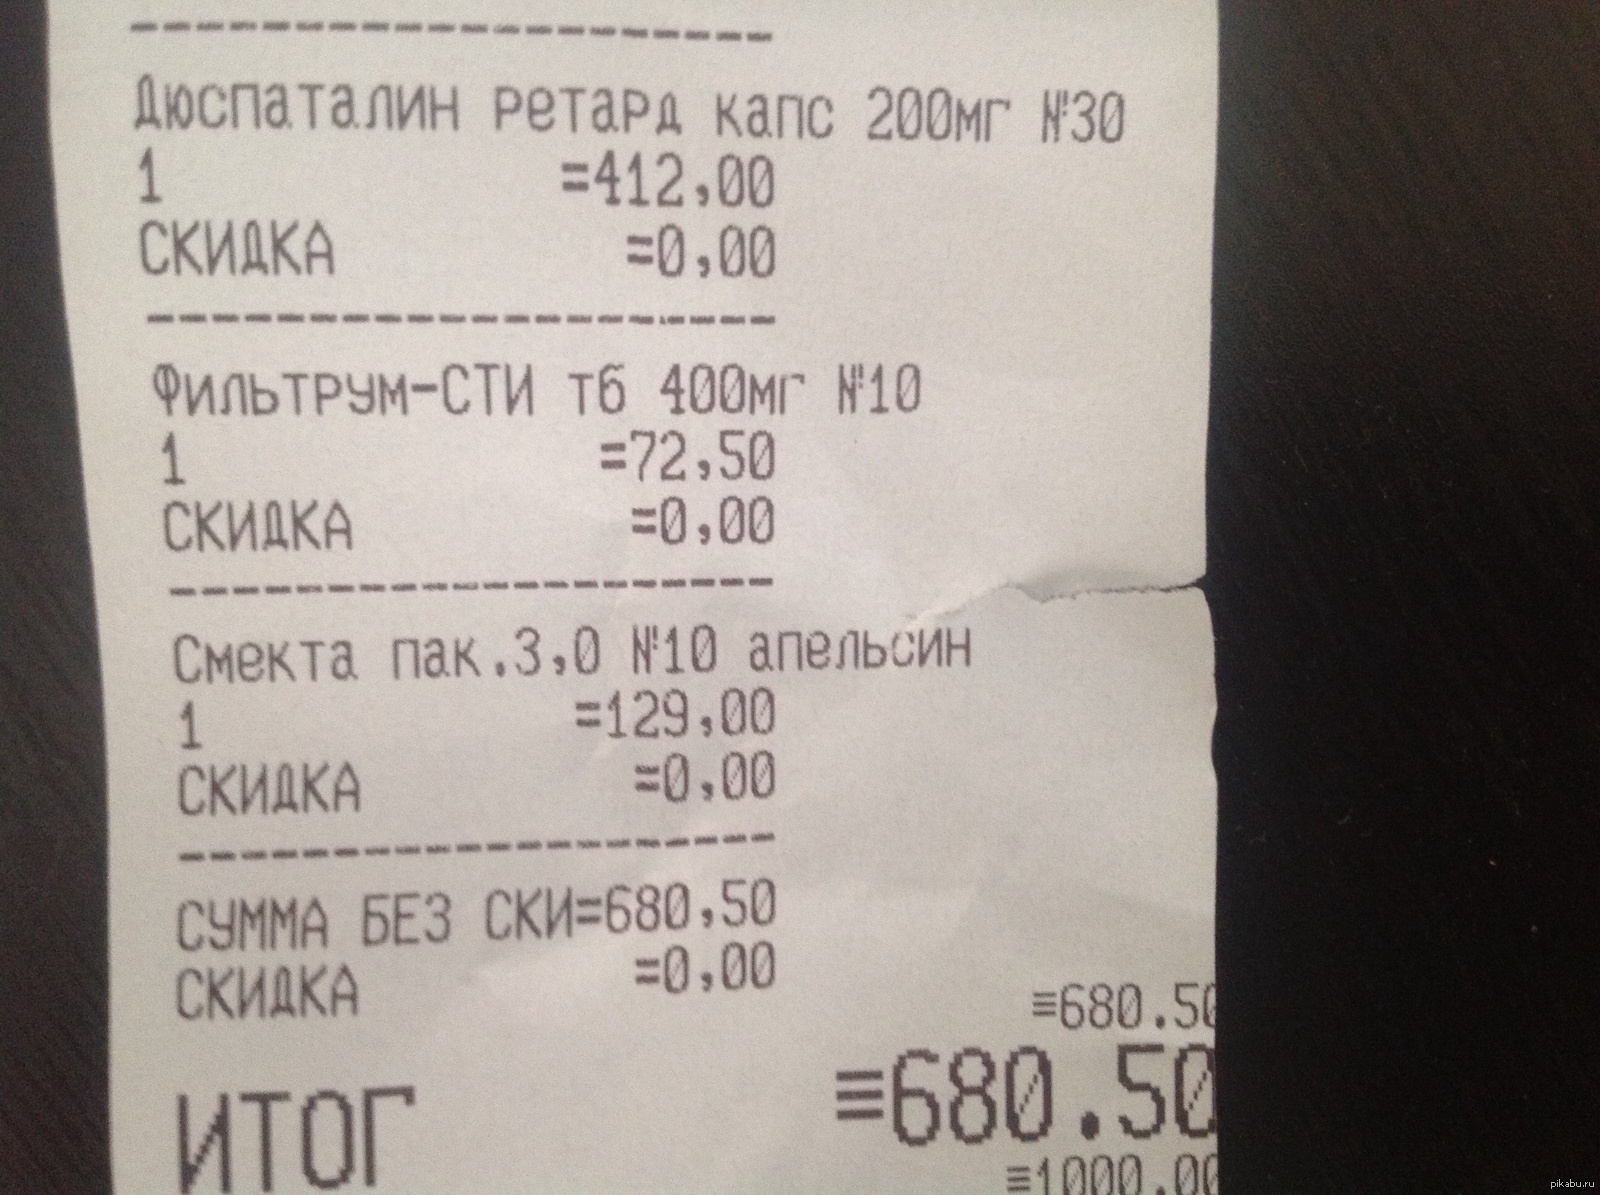 Дюспаталин ретард капс 200мг №30
1 =412,00
СКИДКА =0,00
Фильтрум-СТИ тб 400мг №10
1 =72,50
СКИДКА =0,00
Смекта пак.3,0 №10 апельсин
1 =129,00
СКИДКА =0,00
СУММА БЕЗ СКИ=680,50
СКИДКА =0,00
≡680.50
ИТОГ ≡680.50
≡1000.00
pikabu.ru